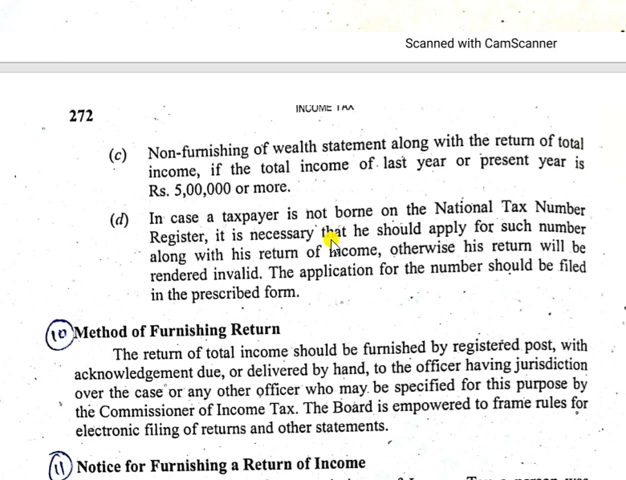 Scanned with CamScanner
272
INCOME TAX
(c) Non-furnishing of wealth statement along with the return of total
income, if the total income of last year or present year is
Rs. 5,00,000 or more.
(d) In case a taxpayer is not borne on the National Tax Number
Register, it is necessary that he should apply for such number
along with his return of income, otherwise his return will be
rendered invalid. The application for the number should be filed
in the prescribed form.
10 Method of Furnishing Return
The return of total income should be furnished by registered post, with
acknowledgement due, or delivered by hand, to the officer having jurisdiction
over the case or any other officer who may be specified for this purpose by
the Commissioner of Income Tax. The Board is empowered to frame rules for
electronic filing of returns and other statements.
11 Notice for Furnishing a Return of Income